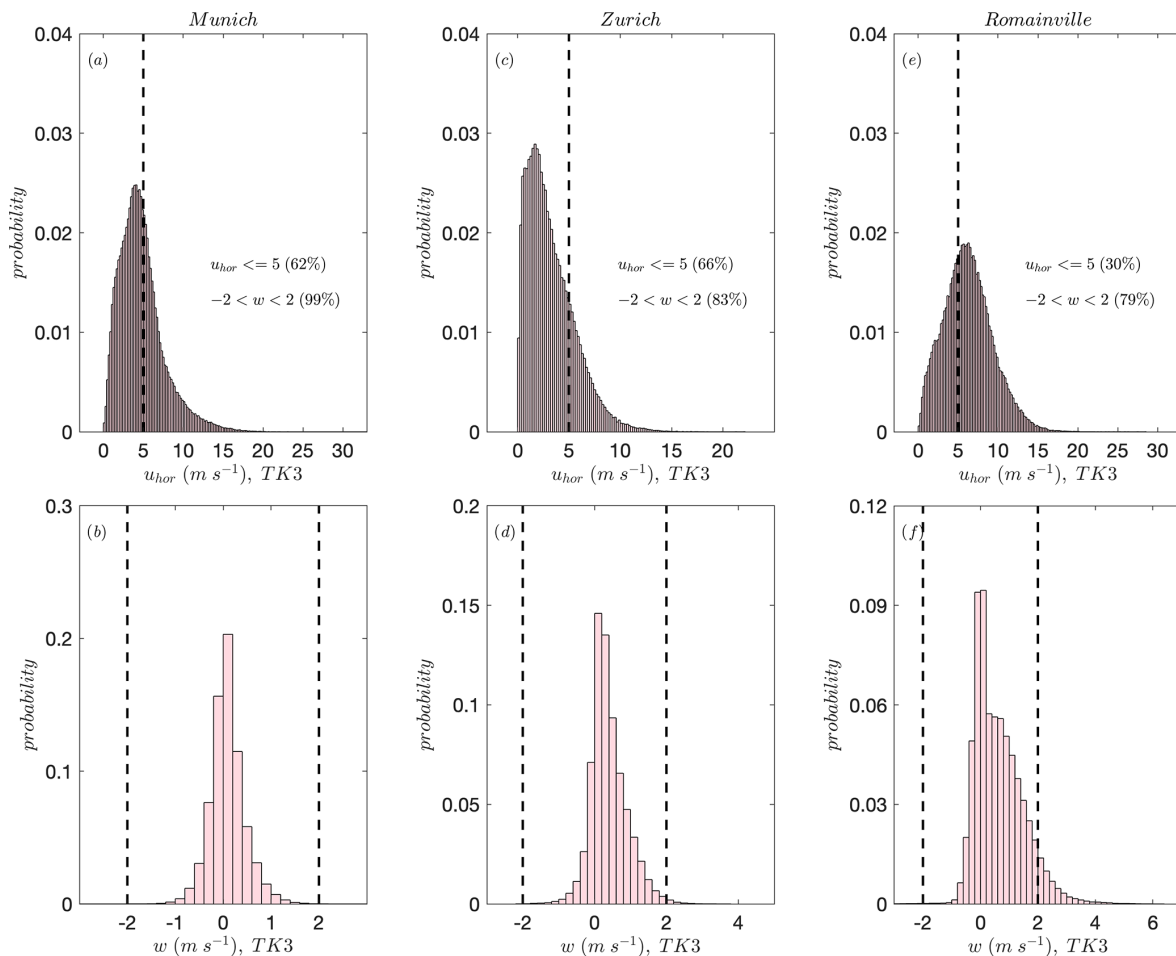 Munich
Zurich
Romainville
(a)
0.04
0.03
0.02
0.01
0
probability
u_hor <= 5 (62%)
−2 < w < 2 (99%)
0 5 10 15 20 25 30
u_hor (m s⁻¹), TK3
(c)
0.04
0.03
0.02
0.01
0
probability
u_hor <= 5 (66%)
−2 < w < 2 (83%)
0 5 10 15 20
u_hor (m s⁻¹), TK3
(e)
0.04
0.03
0.02
0.01
0
probability
u_hor <= 5 (30%)
−2 < w < 2 (79%)
0 5 10 15 20 25 30
u_hor (m s⁻¹), TK3
(b)
0.3
0.2
0.1
0
probability
-2 -1 0 1 2
w (m s⁻¹), TK3
(d)
0.2
0.15
0.1
0.05
0
probability
-2 0 2 4
w (m s⁻¹), TK3
(f)
0.12
0.09
0.06
0.03
0
probability
-2 0 2 4 6
w (m s⁻¹), TK3